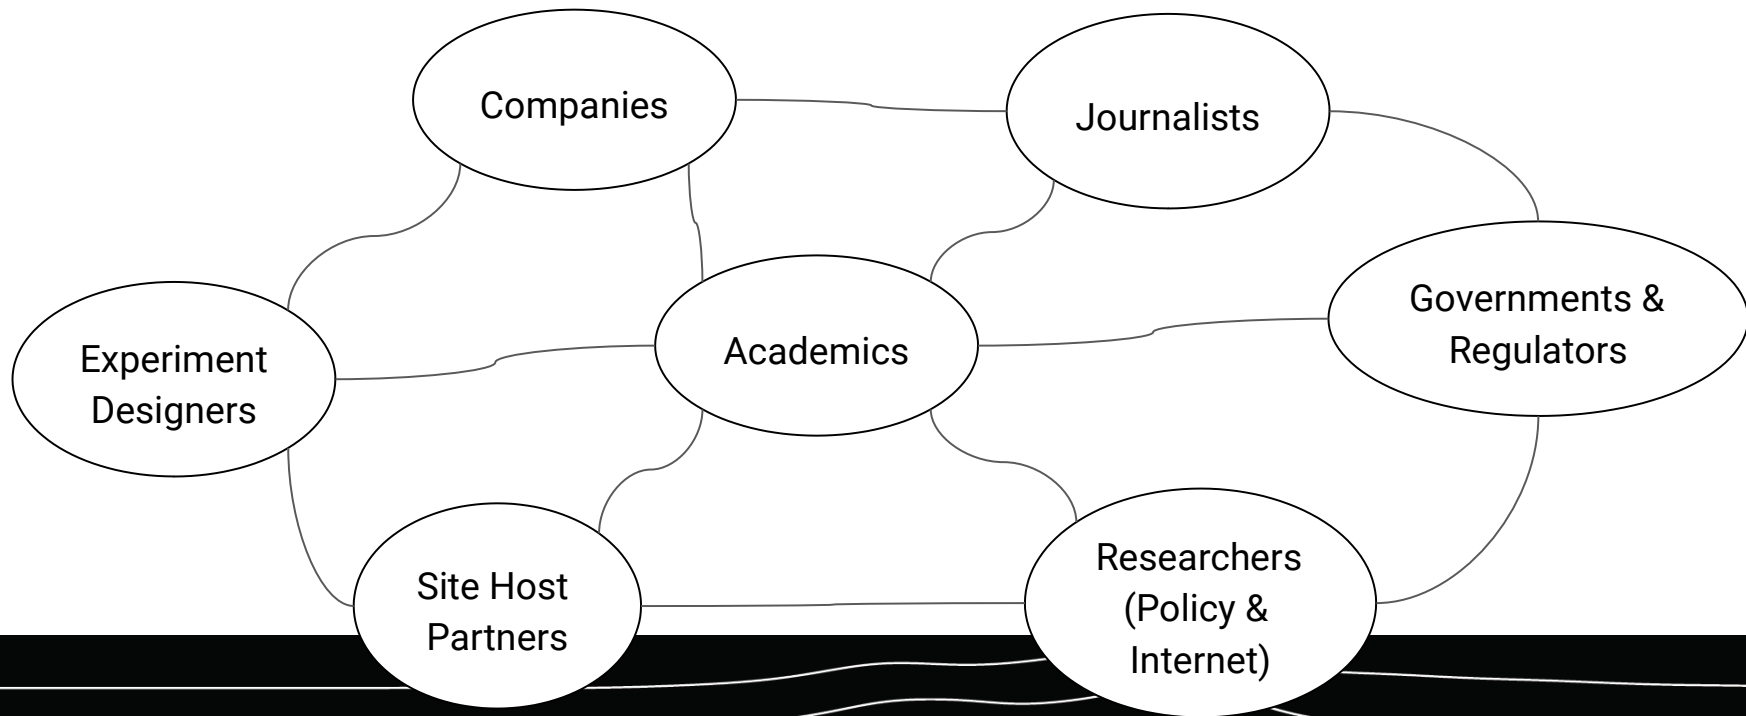 Companies
Journalists
Governments &
Regulators
Academics
Experiment
Designers
Site Host
Partners
Researchers
(Policy &
Internet)